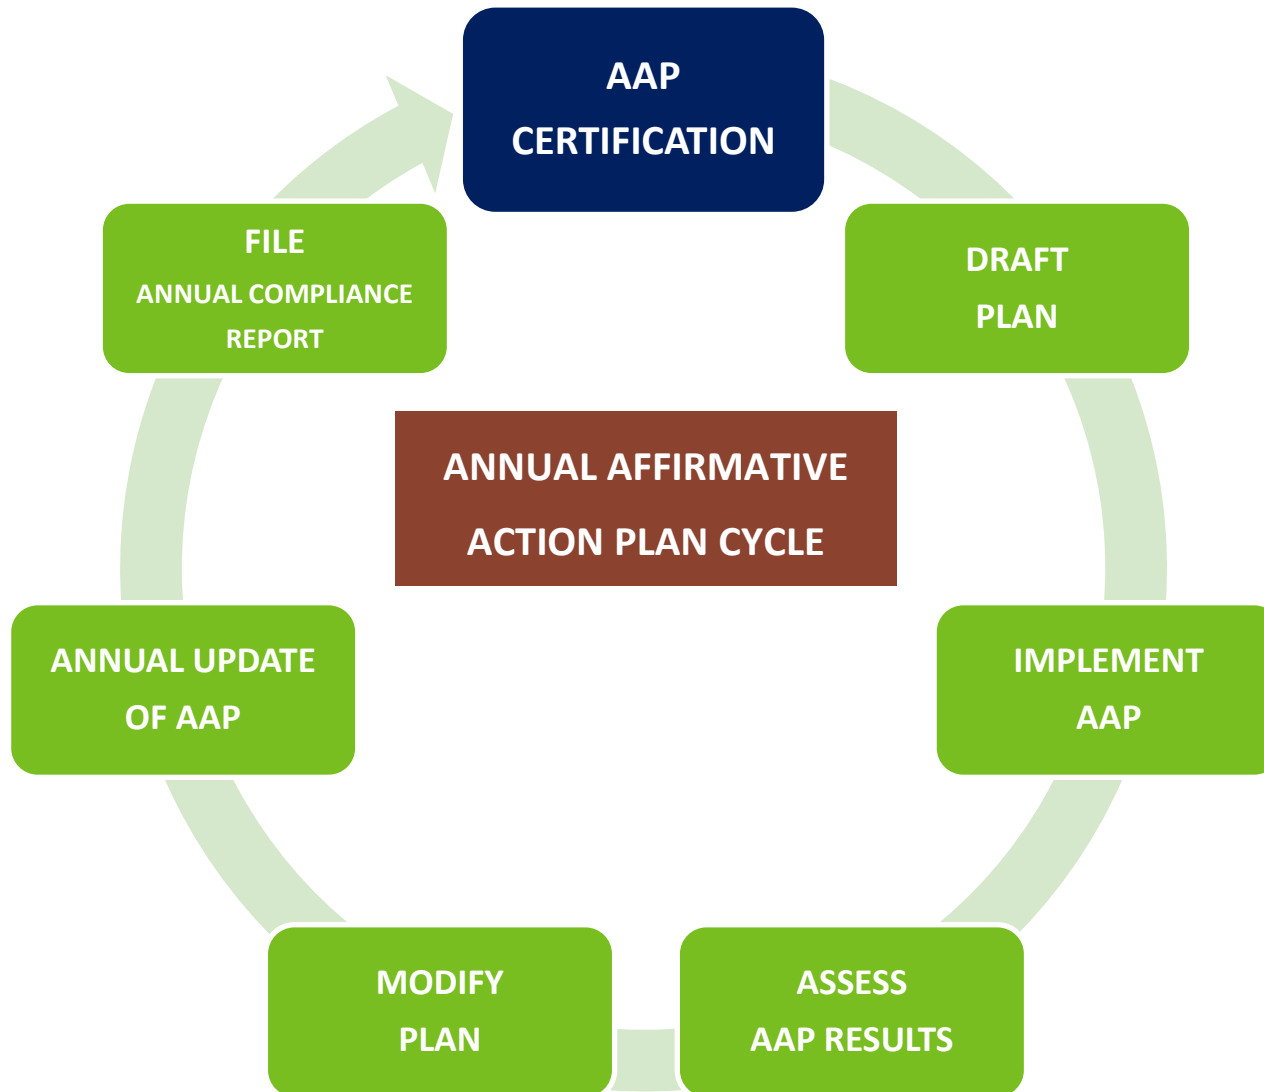 AAP
CERTIFICATION
DRAFT
PLAN
IMPLEMENT
AAP
ASSESS
AAP RESULTS
MODIFY
PLAN
ANNUAL UPDATE
OF AAP
FILE
ANNUAL COMPLIANCE
REPORT
ANNUAL AFFIRMATIVE
ACTION PLAN CYCLE